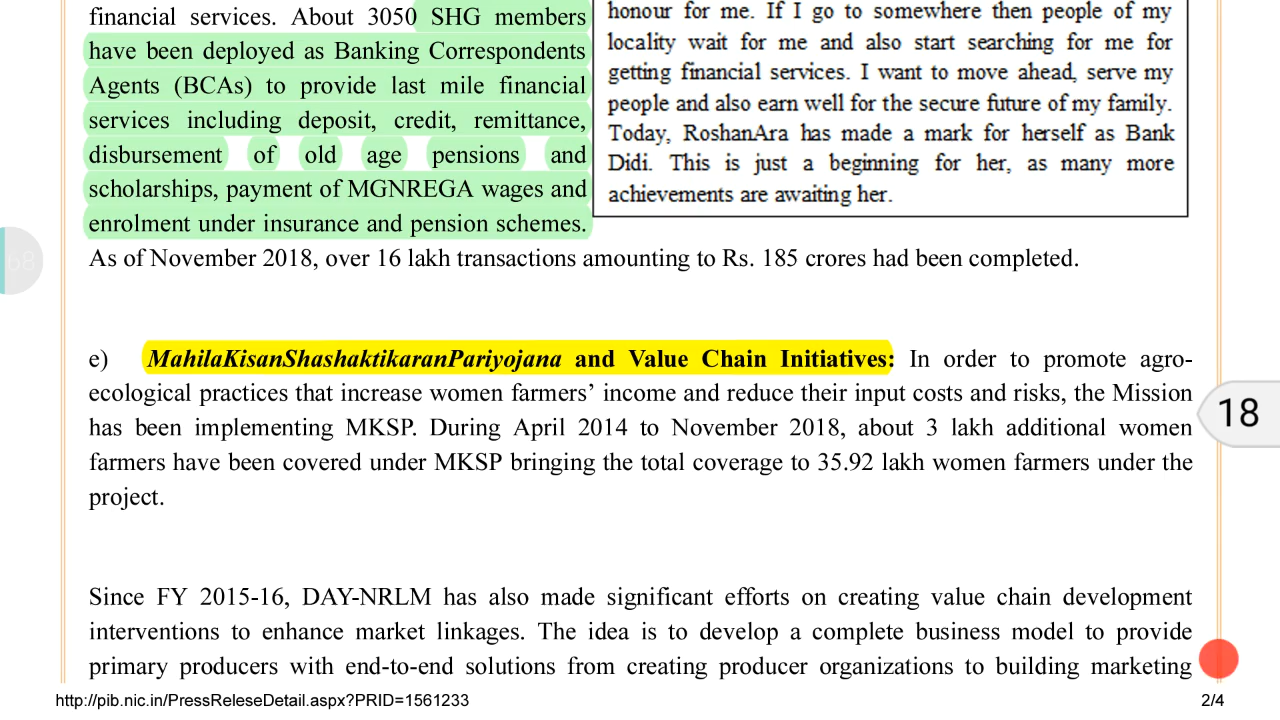 financial services. About 3050 SHG members
have been deployed as Banking Correspondents
Agents (BCAs) to provide last mile financial
services including deposit, credit, remittance,
disbursement of old age pensions and
scholarships, payment of MGNREGA wages and
enrolment under insurance and pension schemes.
honour for me. If I go to somewhere then people of my
locality wait for me and also start searching for me for
getting financial services. I want to move ahead, serve my
people and also earn well for the secure future of my family.
Today, RoshanAra has made a mark for herself as Bank
Didi. This is just a beginning for her, as many more
achievements are awaiting her.
As of November 2018, over 16 lakh transactions amounting to Rs. 185 crores had been completed.
68
e) MahilaKisanShashaktikaranPariyojana and Value Chain Initiatives: In order to promote agro-
ecological practices that increase women farmers’ income and reduce their input costs and risks, the Mission
has been implementing MKSP. During April 2014 to November 2018, about 3 lakh additional women
farmers have been covered under MKSP bringing the total coverage to 35.92 lakh women farmers under the
project.
18
Since FY 2015-16, DAY-NRLM has also made significant efforts on creating value chain development
interventions to enhance market linkages. The idea is to develop a complete business model to provide
primary producers with end-to-end solutions from creating producer organizations to building marketing
http://pib.nic.in/PressReleseDetail.aspx?PRID=1561233
2/4